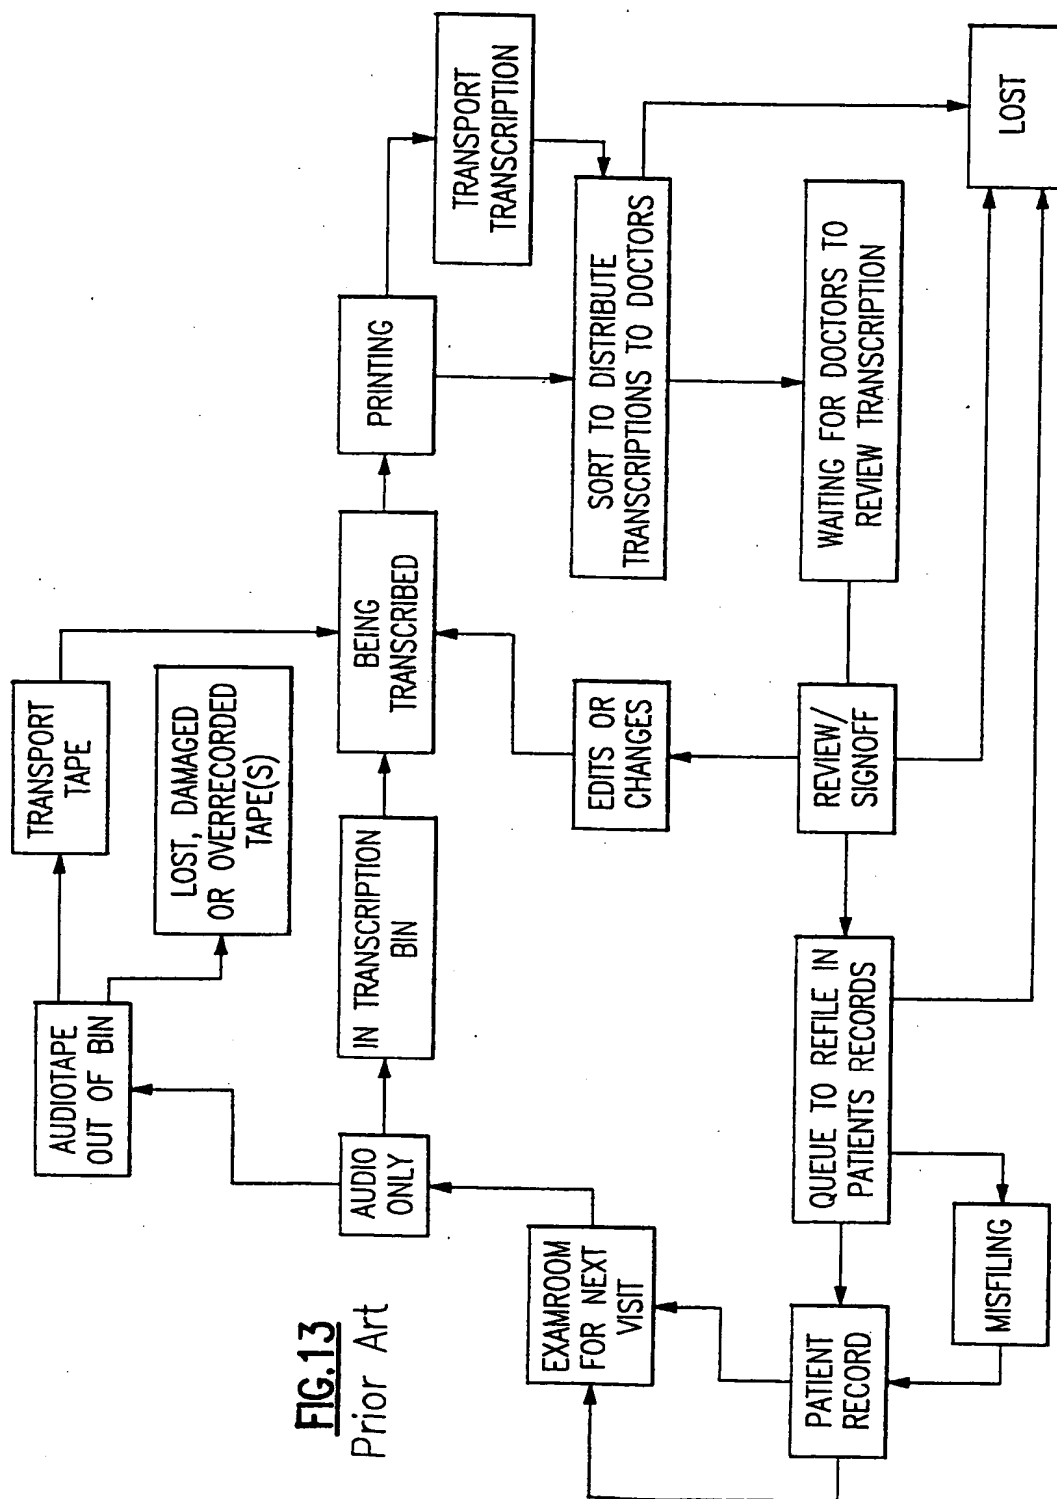 FIG.13
Prior Art
AUDIOTAPE
OUT OF BIN
TRANSPORT
TAPE
LOST, DAMAGED
OR OVERRECORDED
TAPE(S)
AUDIO
ONLY
IN TRANSCRIPTION
BIN
BEING
TRANSCRIBED
PRINTING
TRANSPORT
TRANSCRIPTION
EXAMROOM
FOR NEXT
VISIT
EDITS OR
CHANGES
SORT TO DISTRIBUTE
TRANSCRIPTIONS TO DOCTORS
PATIENT
RECORD
QUEUE TO REFILE IN
PATIENTS RECORDS
REVIEW/
SIGNOFF
WAITING FOR DOCTORS TO
REVIEW TRANSCRIPTION
MISFILING
LOST